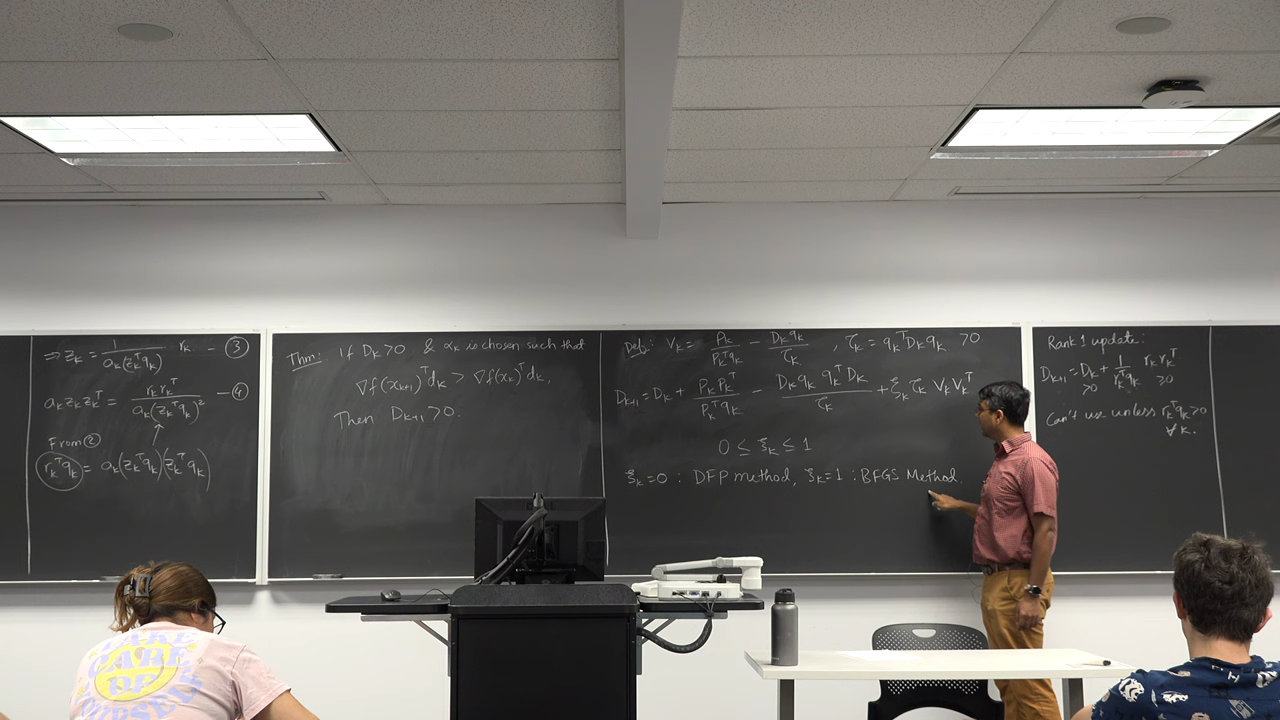 ⇒ z_k = 1/(a_k(z_k^T q_k)) r_k – ③
a_k z_k z_k^T = r_k r_k^T/(a_k(z_k^T q_k)^2) – ④
From ②
r_k^T q_k = a_k(z_k^T q_k)(z_k^T q_k)
Thm: If D_k>0 & α_k is chosen such that
∇f(x_{k+1})^T d_k > ∇f(x_k)^T d_k,
Then D_{k+1}>0.
Def: V_k = p_k/(p_k^T q_k) – D_k q_k/τ_k , τ_k = q_k^T D_k q_k >0
D_{k+1} = D_k + p_k p_k^T/(p_k^T q_k) – D_k q_k q_k^T D_k/τ_k + ξ_k τ_k V_k V_k^T
0 ≤ ξ_k ≤ 1
ξ_k=0 : DFP method, ξ_k=1 : BFGS Method.
Rank 1 update:
D_{k+1} = D_k + 1/(r_k^T q_k) r_k r_k^T
>0 >0
Can't use unless r_k^T q_k>0
∀ k.
TAKE
CARE
OF